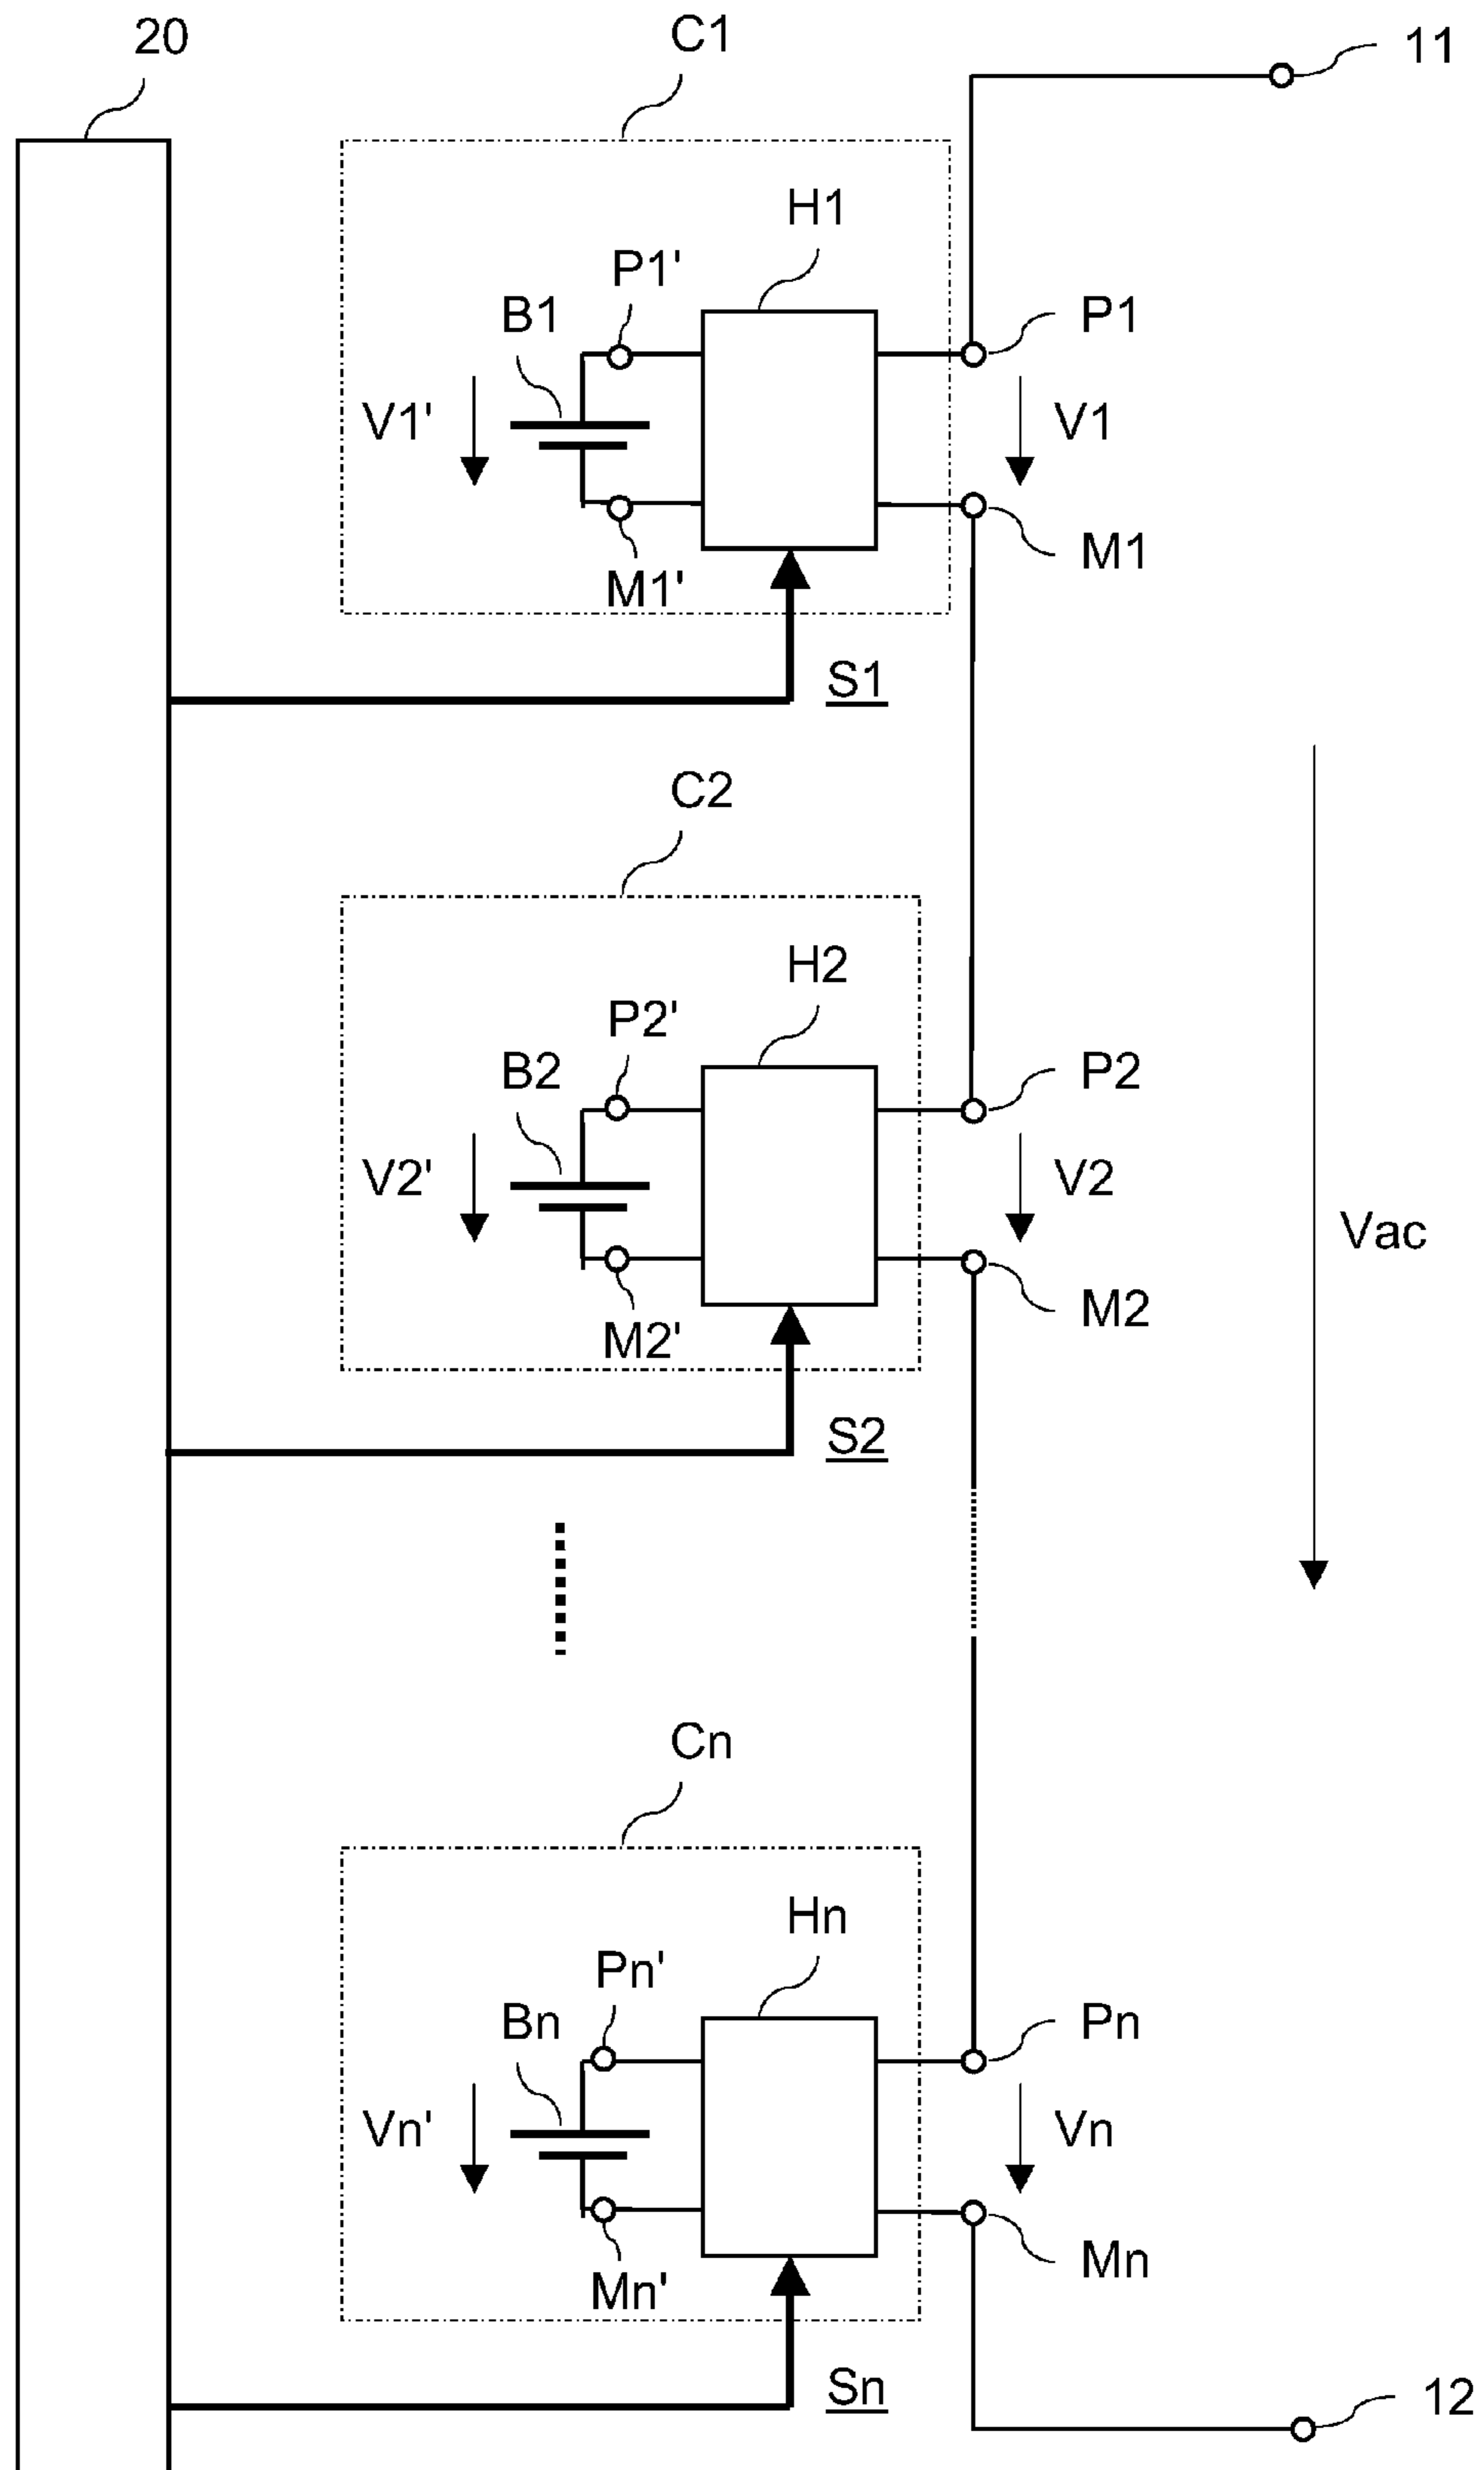 20
C1
11
H1
P1'
B1
P1
V1'
V1
M1
M1'
S1
C2
H2
P2'
B2
P2
V2'
V2
Vac
M2
M2'
S2
Cn
Hn
Pn'
Bn
Pn
Vn'
Vn
Mn
Mn'
Sn
12